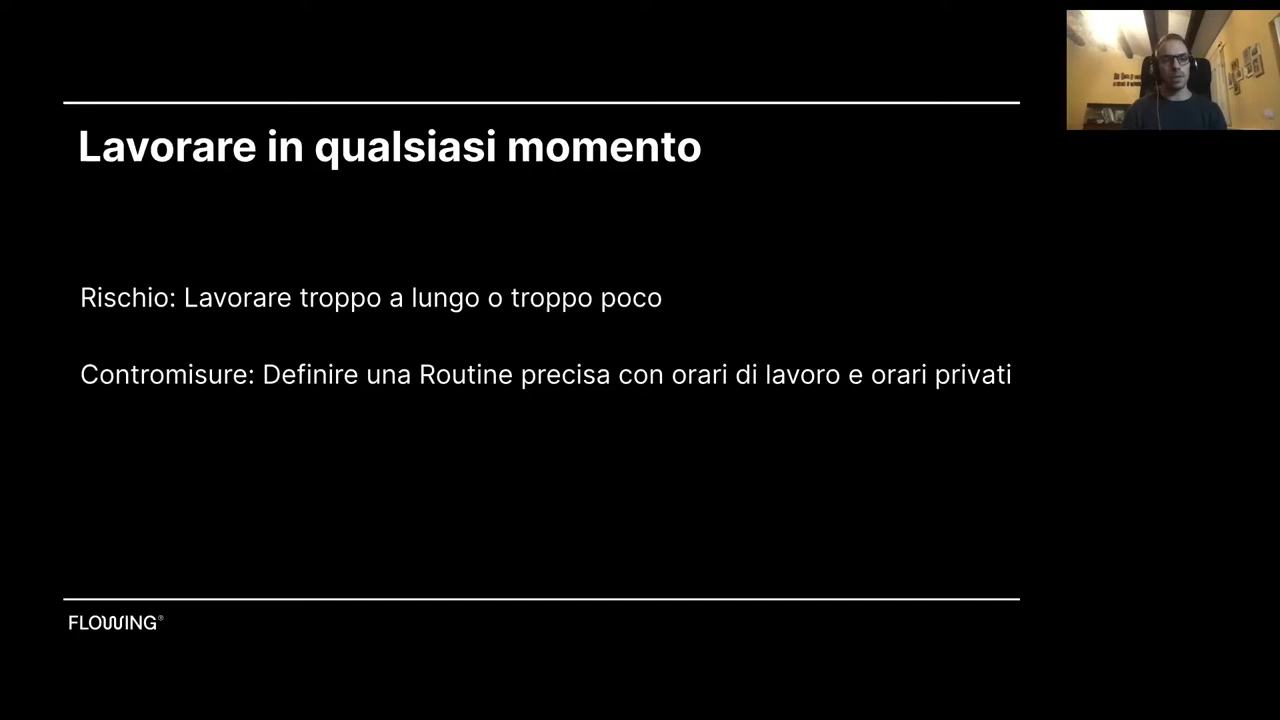 Lavorare in qualsiasi momento
Rischio: Lavorare troppo a lungo o troppo poco
Contromisure: Definire una Routine precisa con orari di lavoro e orari privati
FLOWING®